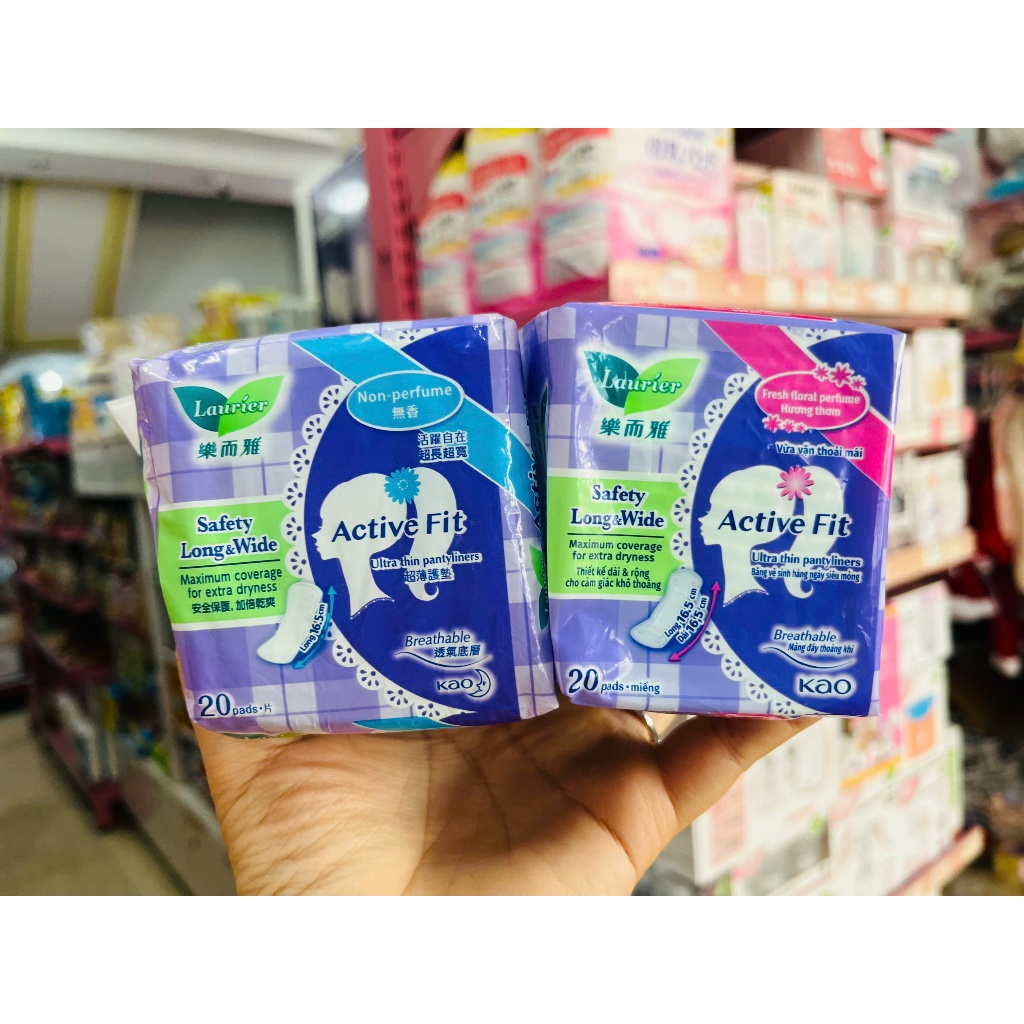 Laurier
樂而雅
Non-perfume
無香
活躍自在
超長超寬
Safety
Long&Wide
Maximum coverage
for extra dryness
安全保護,加倍乾爽
Long 16.5cm
Active Fit
Ultra thin pantyliners
超薄護墊
Breathable
透氣底層
Kao
20 pads·片
Laurier
樂而雅
Fresh floral perfume
Hương thơm
Vừa vặn thoải mái
Safety
Long&Wide
Maximum coverage
for extra dryness
Thiết kế dài & rộng
cho cảm giác khô thoáng
Long 16.5cm
Dài 16.5cm
Active Fit
Ultra thin pantyliners
Băng vệ sinh hàng ngày siêu mỏng
Breathable
Màng đáy thoáng khí
Kao
20 pads·miếng